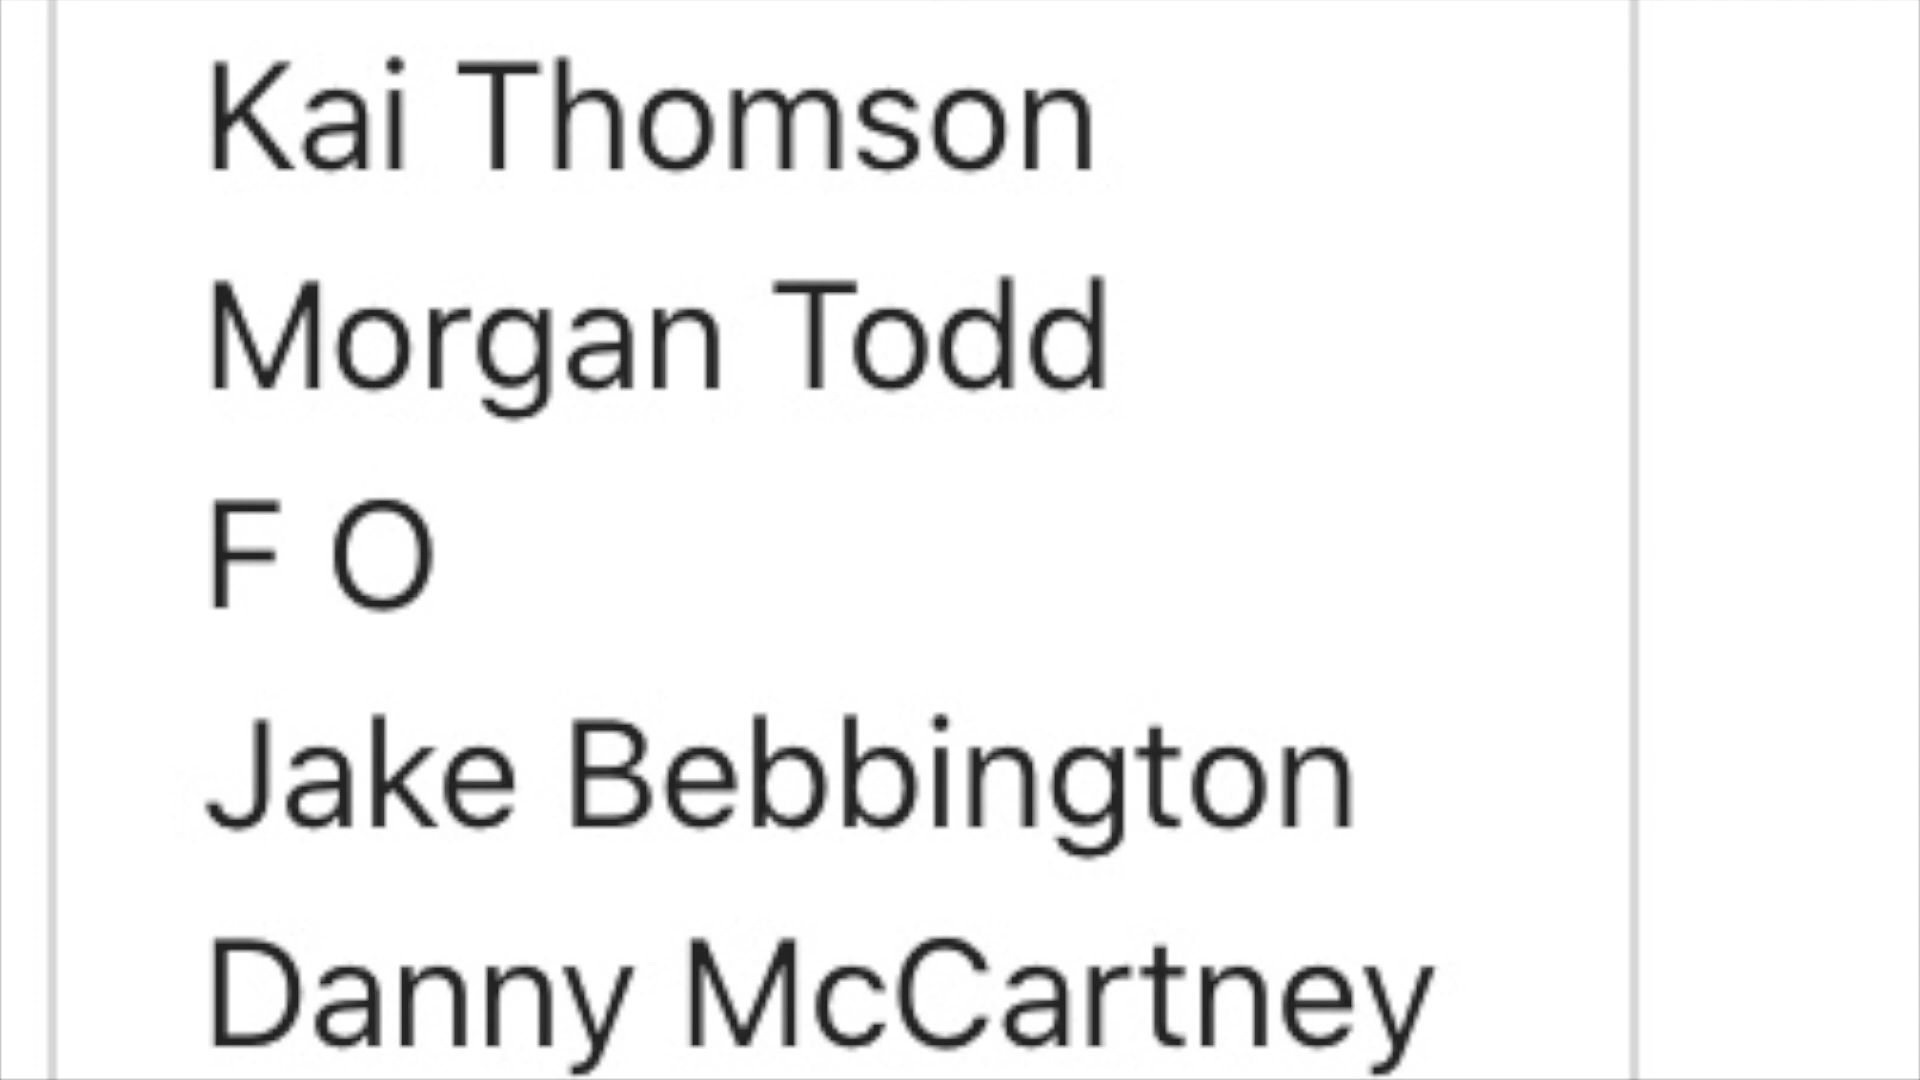 Kai Thomson
Morgan Todd
F O
Jake Bebbington
Danny McCartney